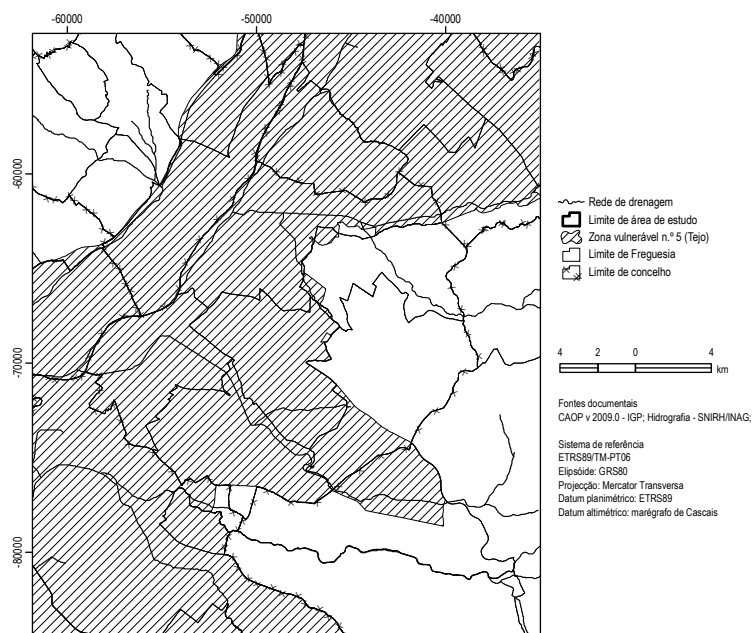 -60000
-50000
-40000
-60000
-70000
-80000
Rede de drenagem
Limite de área de estudo
Zona vulnerável n.º 5 (Tejo)
Limite de Freguesia
Limite de concelho
4 2 0 4
km
Fontes documentais
CAOP v 2009.0 - IGP; Hidrografia - SNIRH/INAG;
Sistema de referência
ETRS89/TM-PT06
Elipsóide: GRS80
Projecção: Mercator Transversa
Datum planimétrico: ETRS89
Datum altimétrico: marégrafo de Cascais